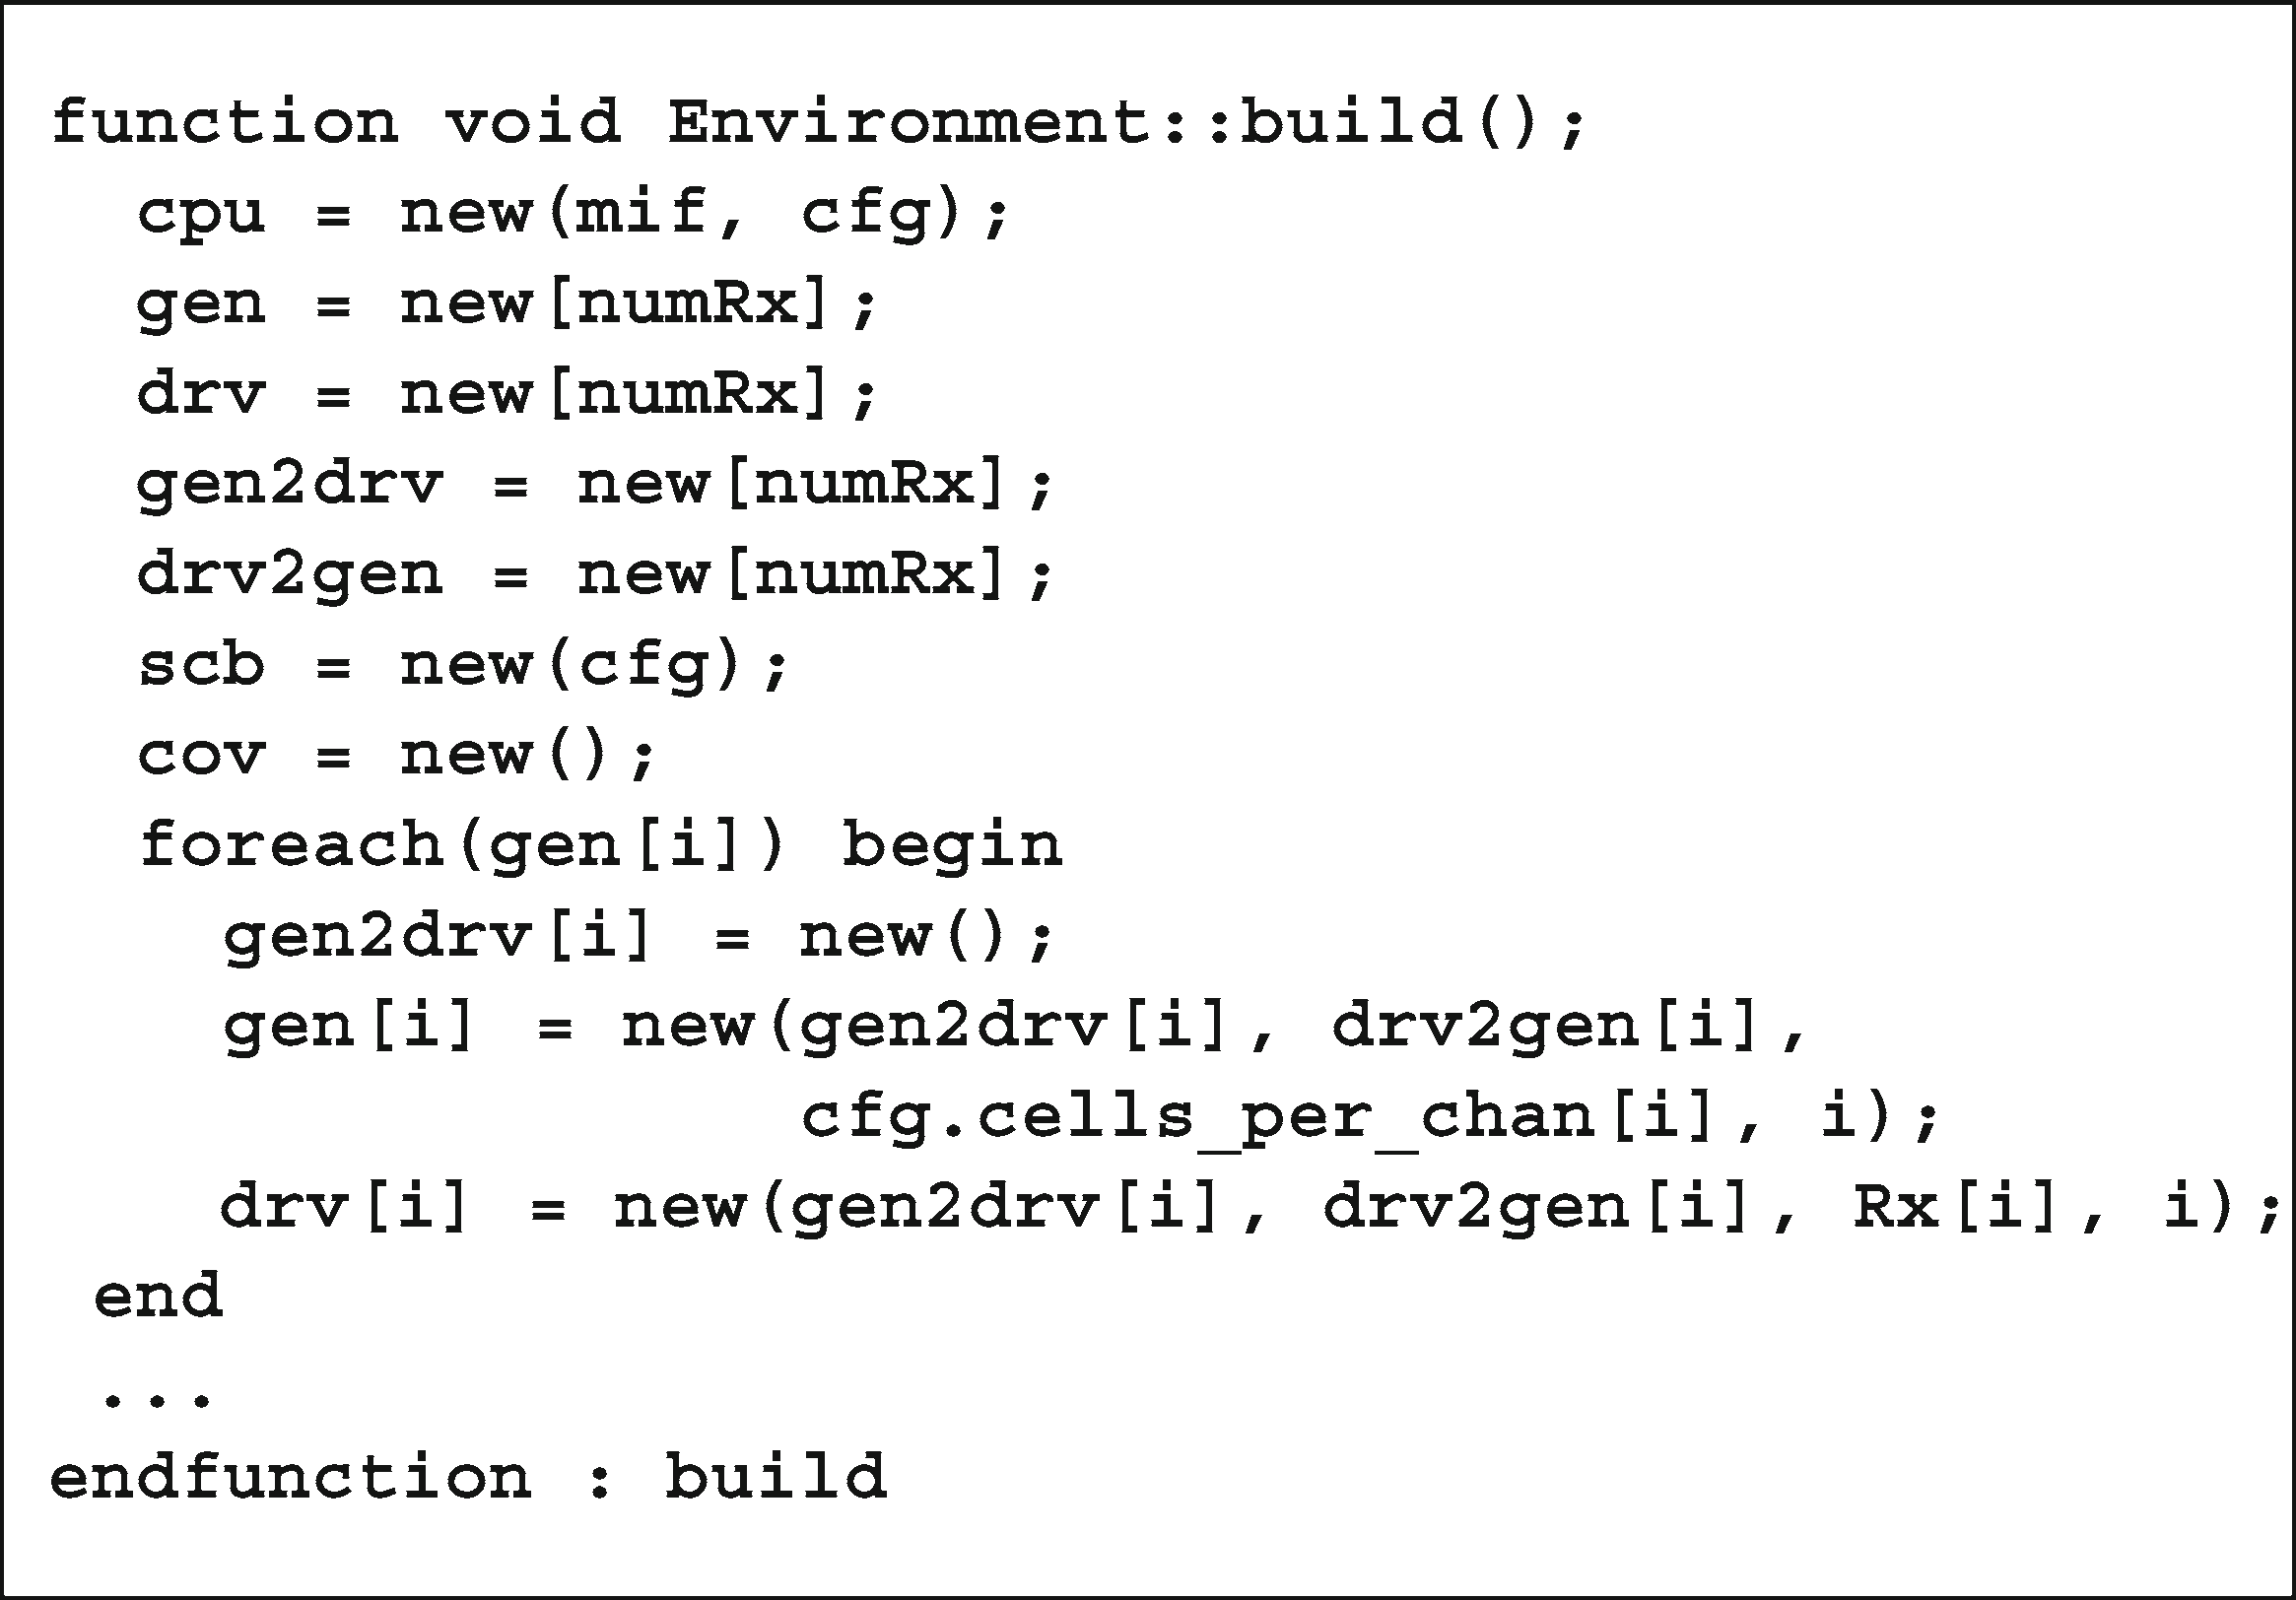 function void Environment::build();
  cpu = new(mif, cfg);
  gen = new[numRx];
  drv = new[numRx];
  gen2drv = new[numRx];
  drv2gen = new[numRx];
  scb = new(cfg);
  cov = new();
  foreach(gen[i]) begin
    gen2drv[i] = new();
    gen[i] = new(gen2drv[i], drv2gen[i],
                 cfg.cells_per_chan[i], i);
    drv[i] = new(gen2drv[i], drv2gen[i], Rx[i], i);
 end
 ...
endfunction : build